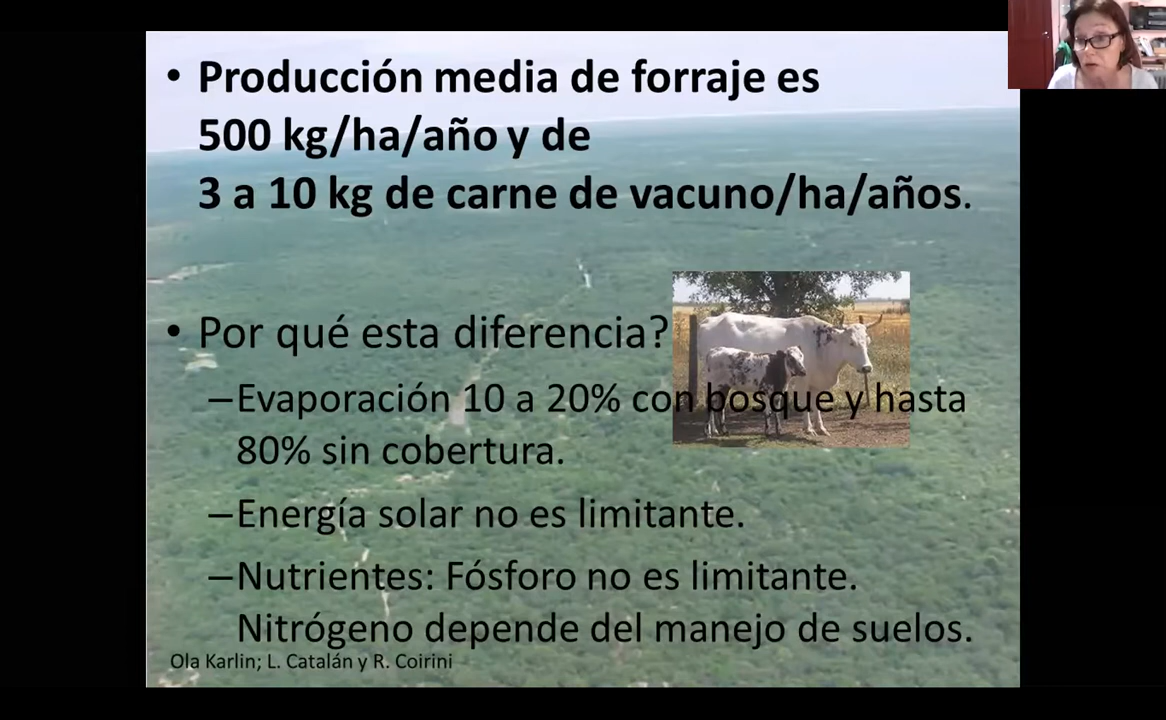 • Producción media de forraje es
500 kg/ha/año y de
3 a 10 kg de carne de vacuno/ha/años.
• Por qué esta diferencia?
–Evaporación 10 a 20% con bosque y hasta
80% sin cobertura.
–Energía solar no es limitante.
–Nutrientes: Fósforo no es limitante.
Nitrógeno depende del manejo de suelos.
Ola Karlin; L. Catalán y R. Coirini